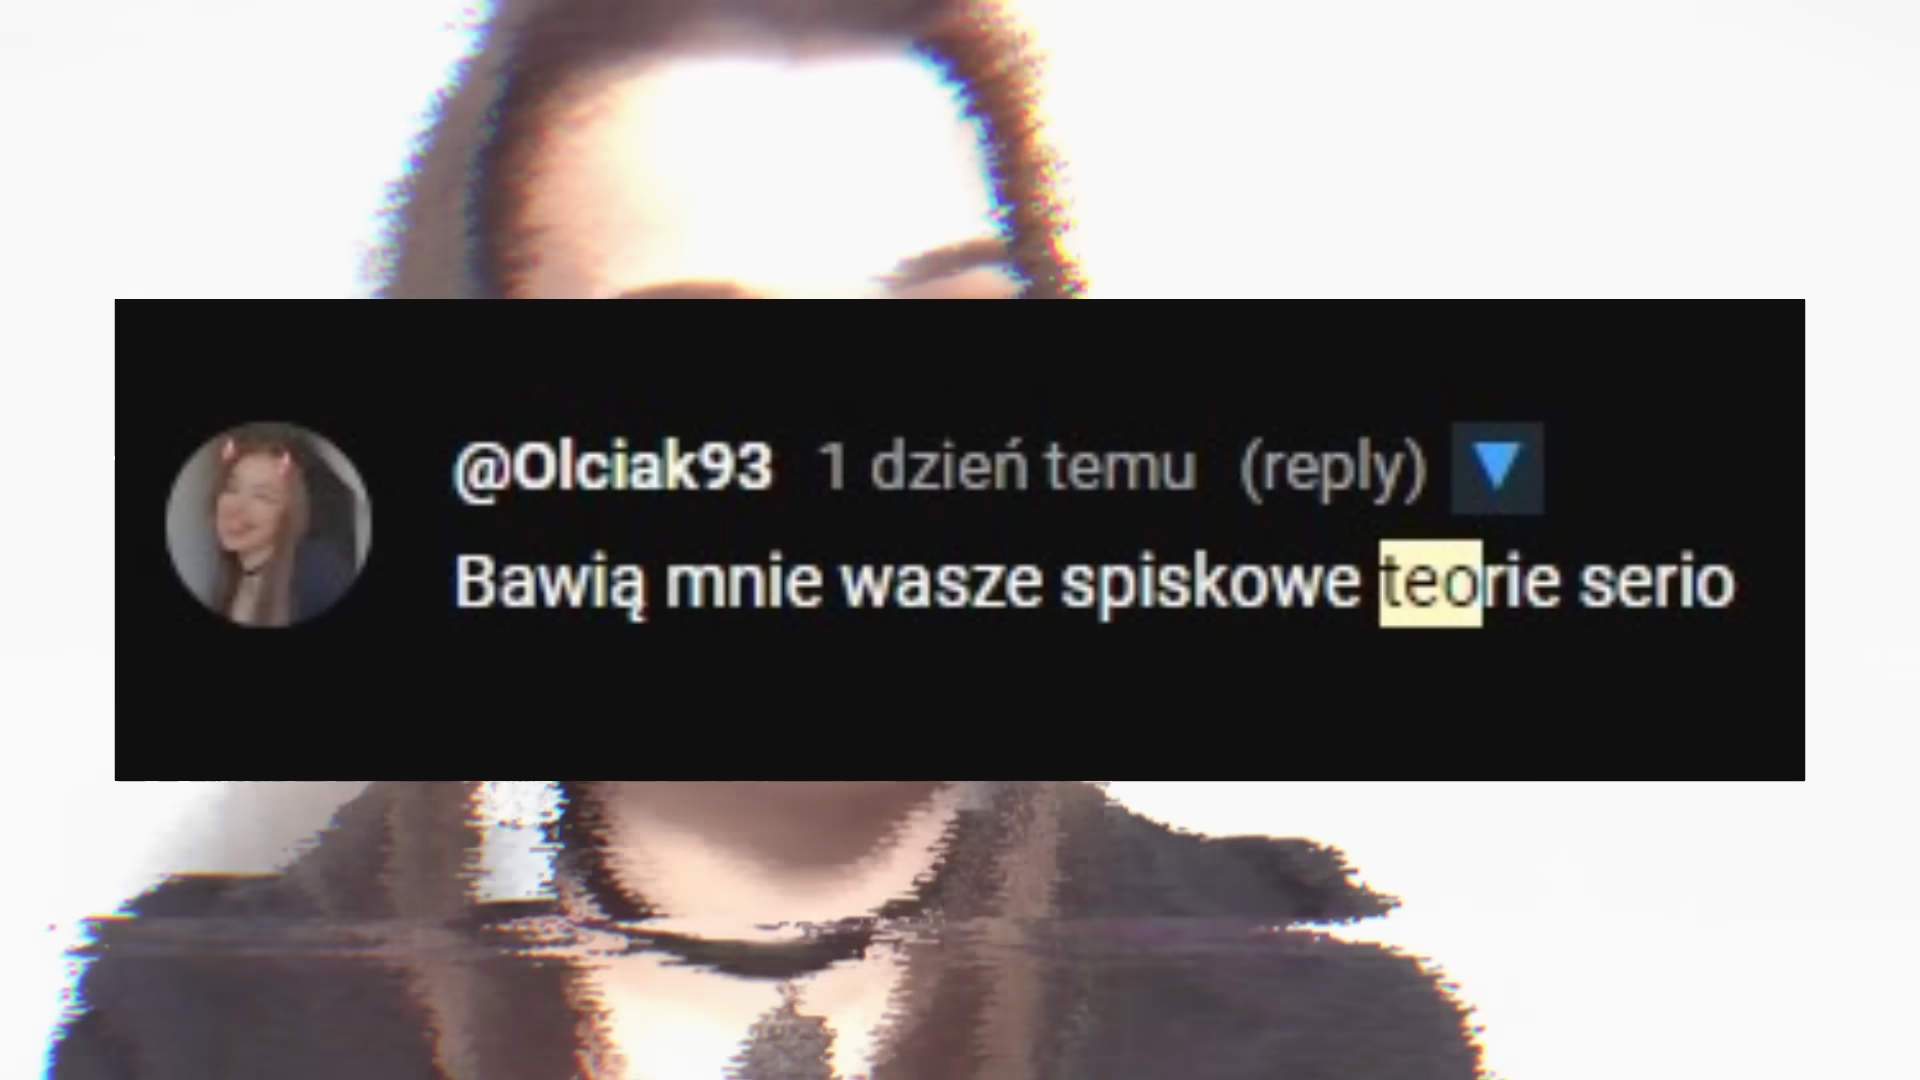 @Olciak93 1 dzień temu (reply)
Bawią mnie wasze spiskowe teorie serio